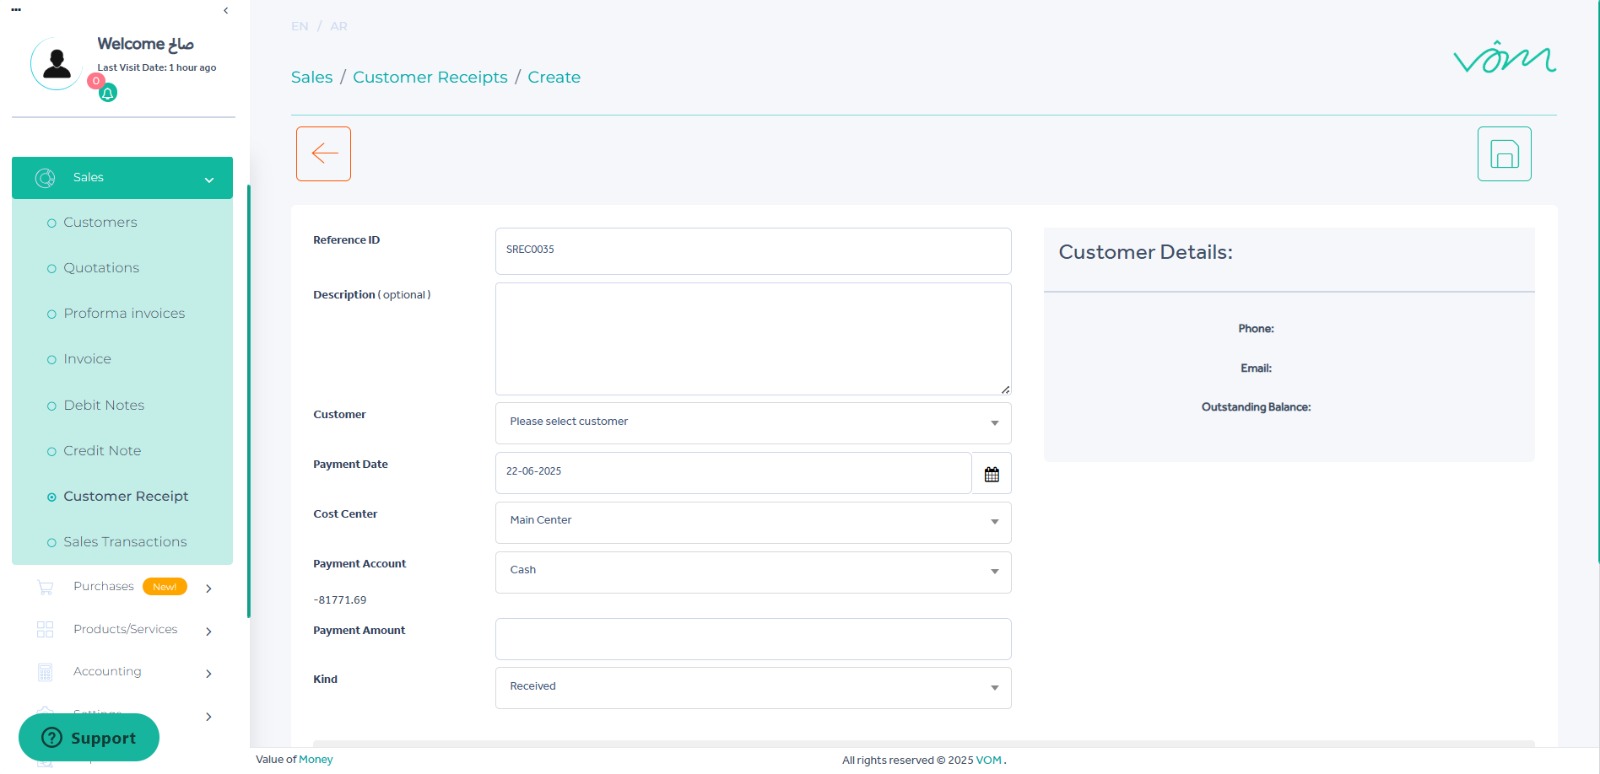 Welcome صالح
Last Visit Date: 1 hour ago
0
Sales
Customers
Quotations
Proforma invoices
Invoice
Debit Notes
Credit Note
Customer Receipt
Sales Transactions
Purchases New!
Products/Services
Accounting
Settings
Support
EN / AR
vôm
Sales / Customer Receipts / Create
Reference ID
SREC0035
Description ( optional )
Customer
Please select customer
Payment Date
22-06-2025
Cost Center
Main Center
Payment Account
Cash
-81771.69
Payment Amount
Kind
Received
Customer Details:
Phone:
Email:
Outstanding Balance:
Value of Money
All rights reserved © 2025 VOM .